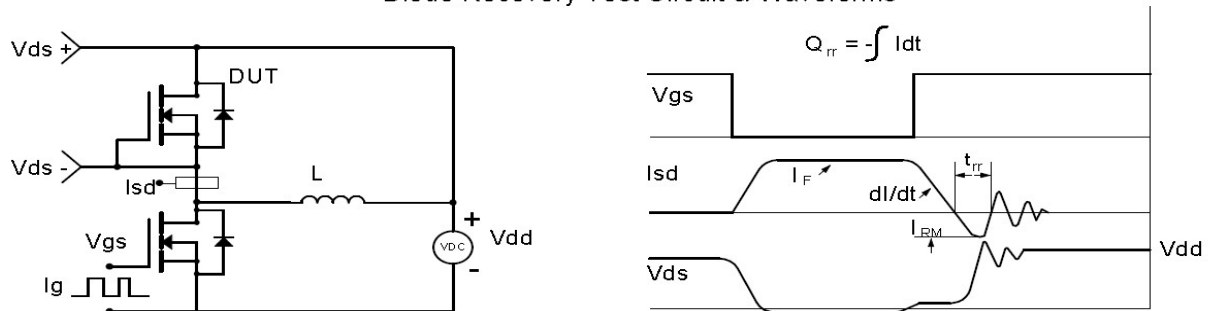 Diode Recovery Test Circuit & Waveforms
Vds +
DUT
Vds -
Isd
L
Vgs
Ig
+
VDC
-
Vdd
Q rr = -∫ Idt
Vgs
Isd
I F
dI/dt
t rr
I RM
Vdd
Vds